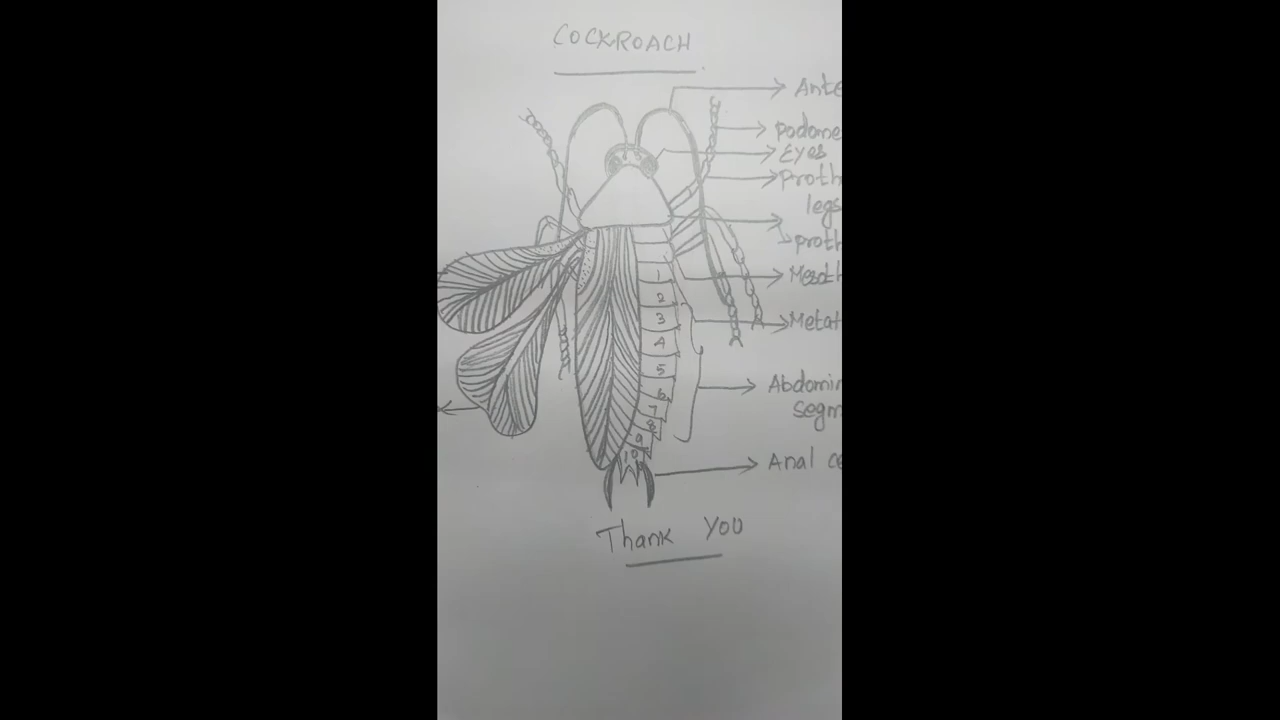 COCKROACH
Ante
Podome
Eyes
Proth
legs
proth
Mesoth
Metat
1
2
3
4
5
6
7
8
9
10
Abdomin
segm
Anal ce
Thank YOU